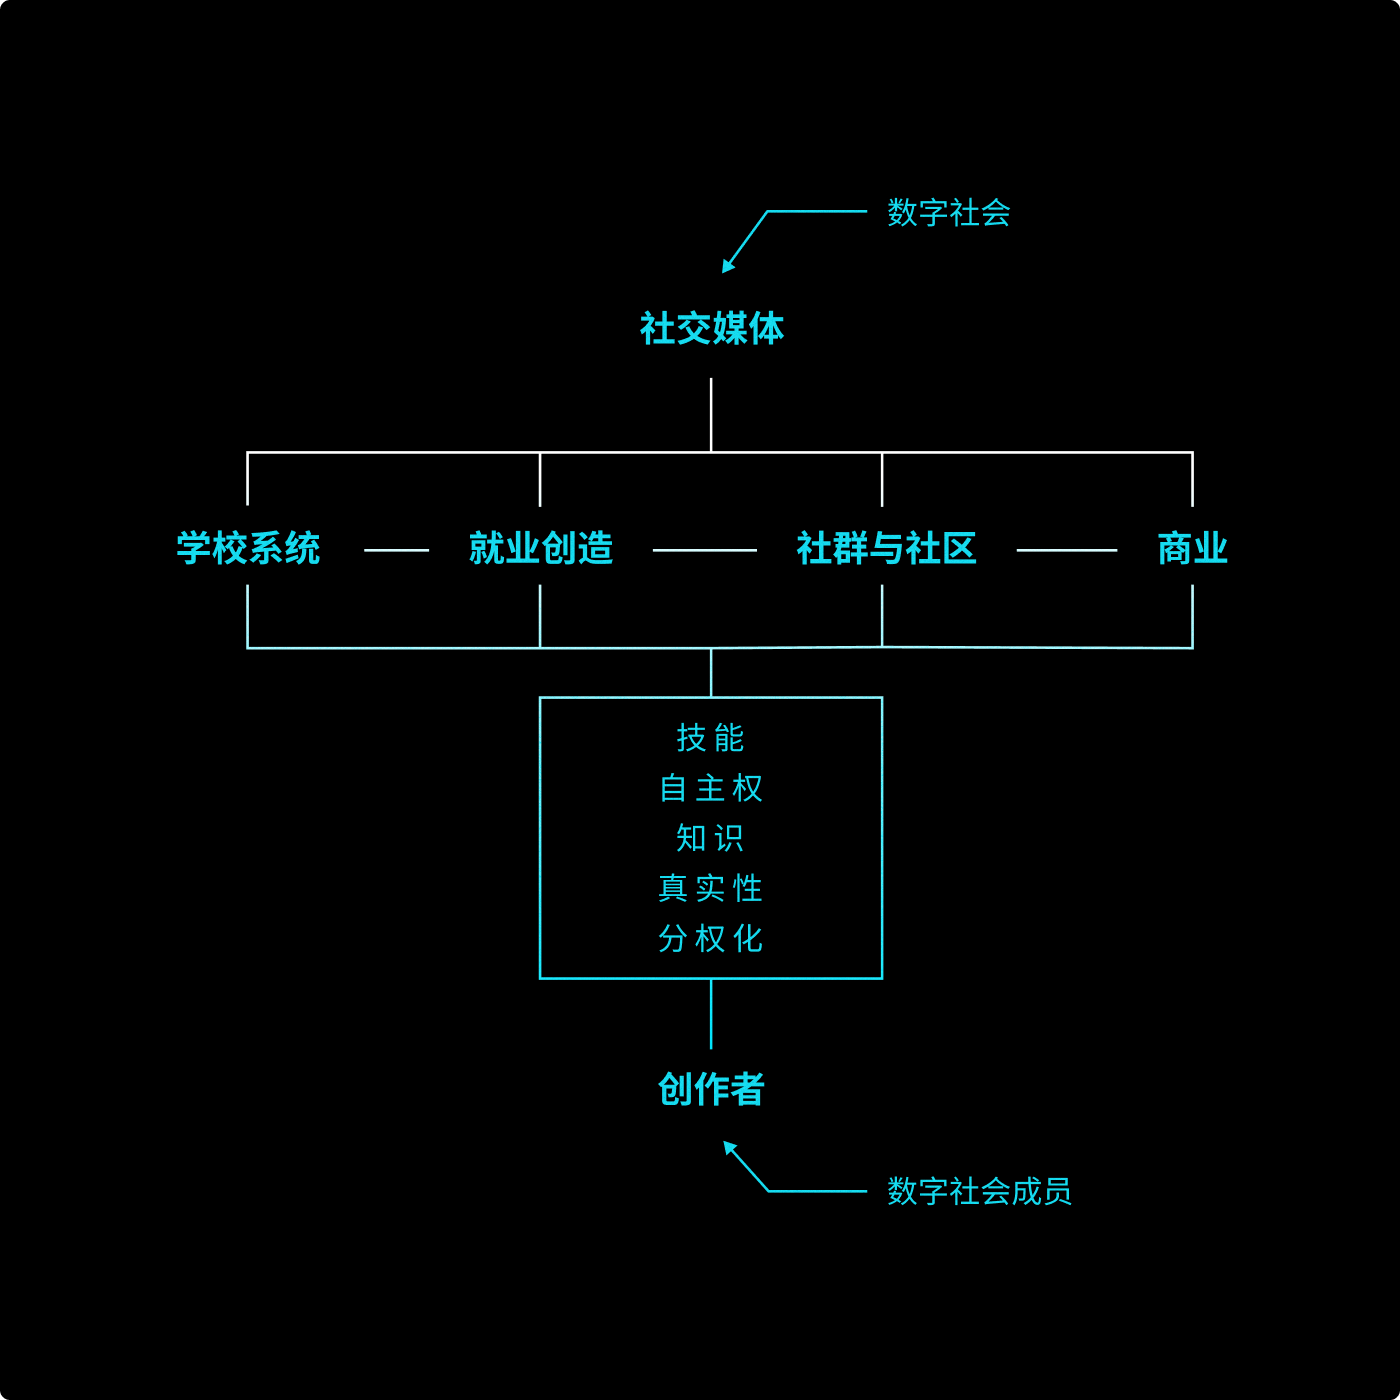 数字社会
社交媒体
学校系统 就业创造 社群与社区 商业
技能
自主权
知识
真实性
分权化
创作者
数字社会成员